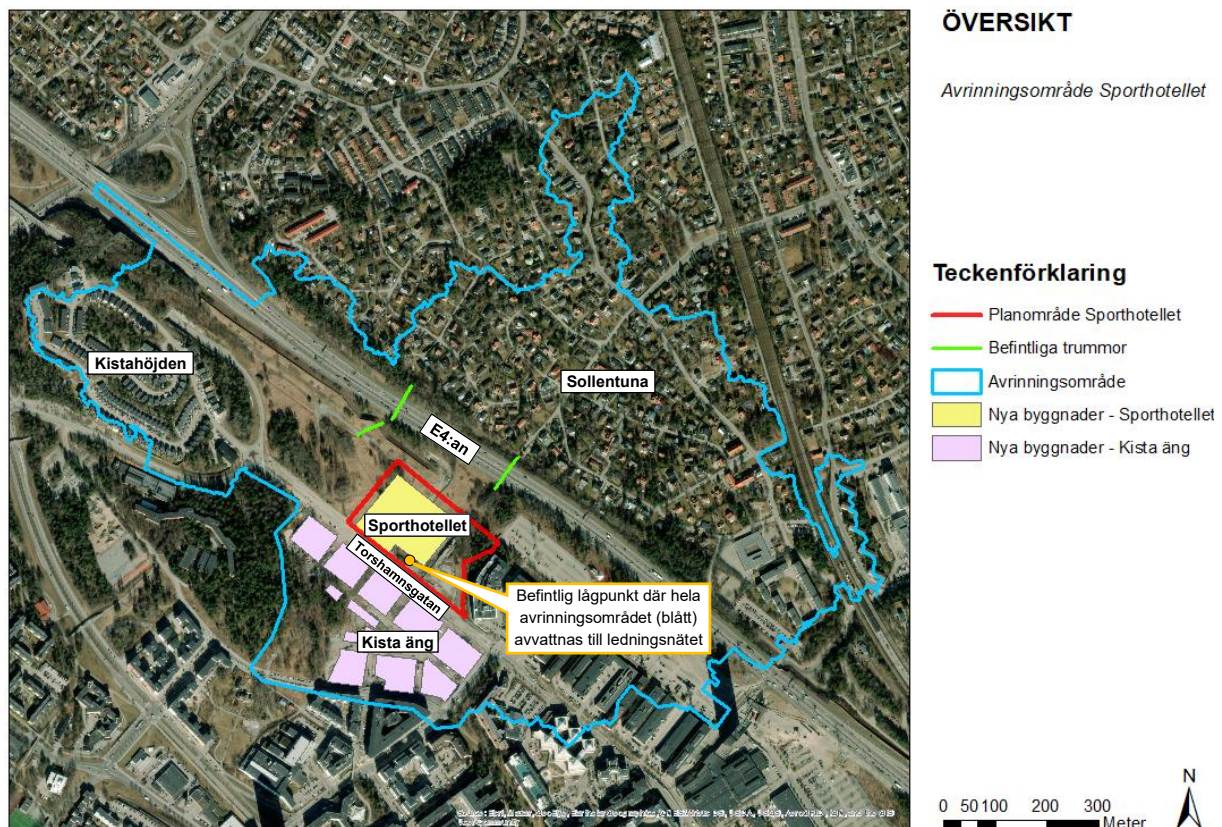 ÖVERSIKT
Avrinningsområde Sporthotellet
Teckenförklaring
Planområde Sporthotellet
Befintliga trummor
Avrinningsområde
Nya byggnader - Sporthotellet
Nya byggnader - Kista äng
Kistahöjden
Sollentuna
E4:an
Sporthotellet
Torshamnsgatan
Befintlig lågpunkt där hela
avrinningsområdet (blått)
avvattnas till ledningsnätet
Kista äng
N
0 50 100 200 300
Meter